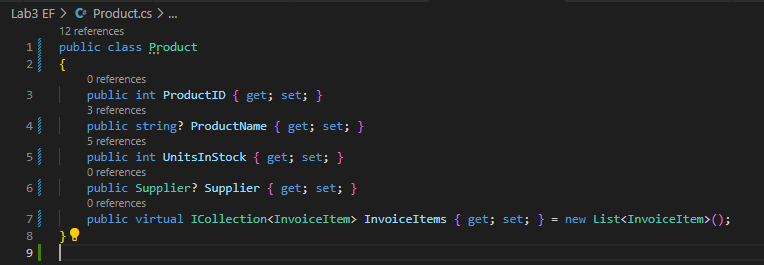 Lab3 EF > C# Product.cs > ...
12 references
1 public class Product
2 {
0 references
3 public int ProductID { get; set; }
3 references
4 public string? ProductName { get; set; }
5 references
5 public int UnitsInStock { get; set; }
0 references
6 public Supplier? Supplier { get; set; }
0 references
7 public virtual ICollection<InvoiceItem> InvoiceItems { get; set; } = new List<InvoiceItem>();
8 }
9